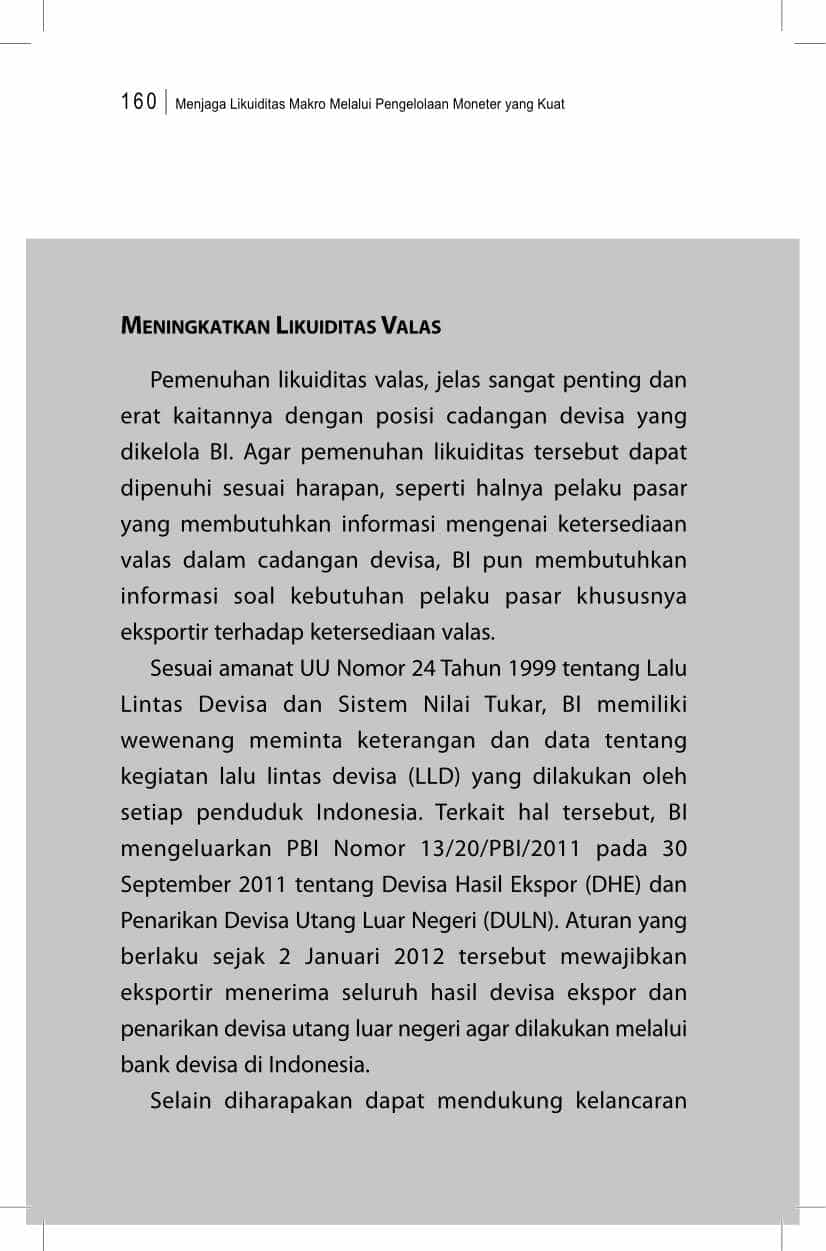 160 Menjaga Likuiditas Makro Melalui Pengelolaan Moneter yang Kuat
MENINGKATKAN LIKUIDITAS VALAS
Pemenuhan likuiditas valas, jelas sangat penting dan
erat kaitannya dengan posisi cadangan devisa yang
dikelola BI. Agar pemenuhan likuiditas tersebut dapat
dipenuhi sesuai harapan, seperti halnya pelaku pasar
yang membutuhkan informasi mengenai ketersediaan
valas dalam cadangan devisa, BI pun membutuhkan
informasi soal kebutuhan pelaku pasar khususnya
eksportir terhadap ketersediaan valas.
Sesuai amanat UU Nomor 24 Tahun 1999 tentang Lalu
Lintas Devisa dan Sistem Nilai Tukar, BI memiliki
wewenang meminta keterangan dan data tentang
kegiatan lalu lintas devisa (LLD) yang dilakukan oleh
setiap penduduk Indonesia. Terkait hal tersebut, BI
mengeluarkan PBI Nomor 13/20/PBI/2011 pada 30
September 2011 tentang Devisa Hasil Ekspor (DHE) dan
Penarikan Devisa Utang Luar Negeri (DULN). Aturan yang
berlaku sejak 2 Januari 2012 tersebut mewajibkan
eksportir menerima seluruh hasil devisa ekspor dan
penarikan devisa utang luar negeri agar dilakukan melalui
bank devisa di Indonesia.
Selain diharapakan dapat mendukung kelancaran